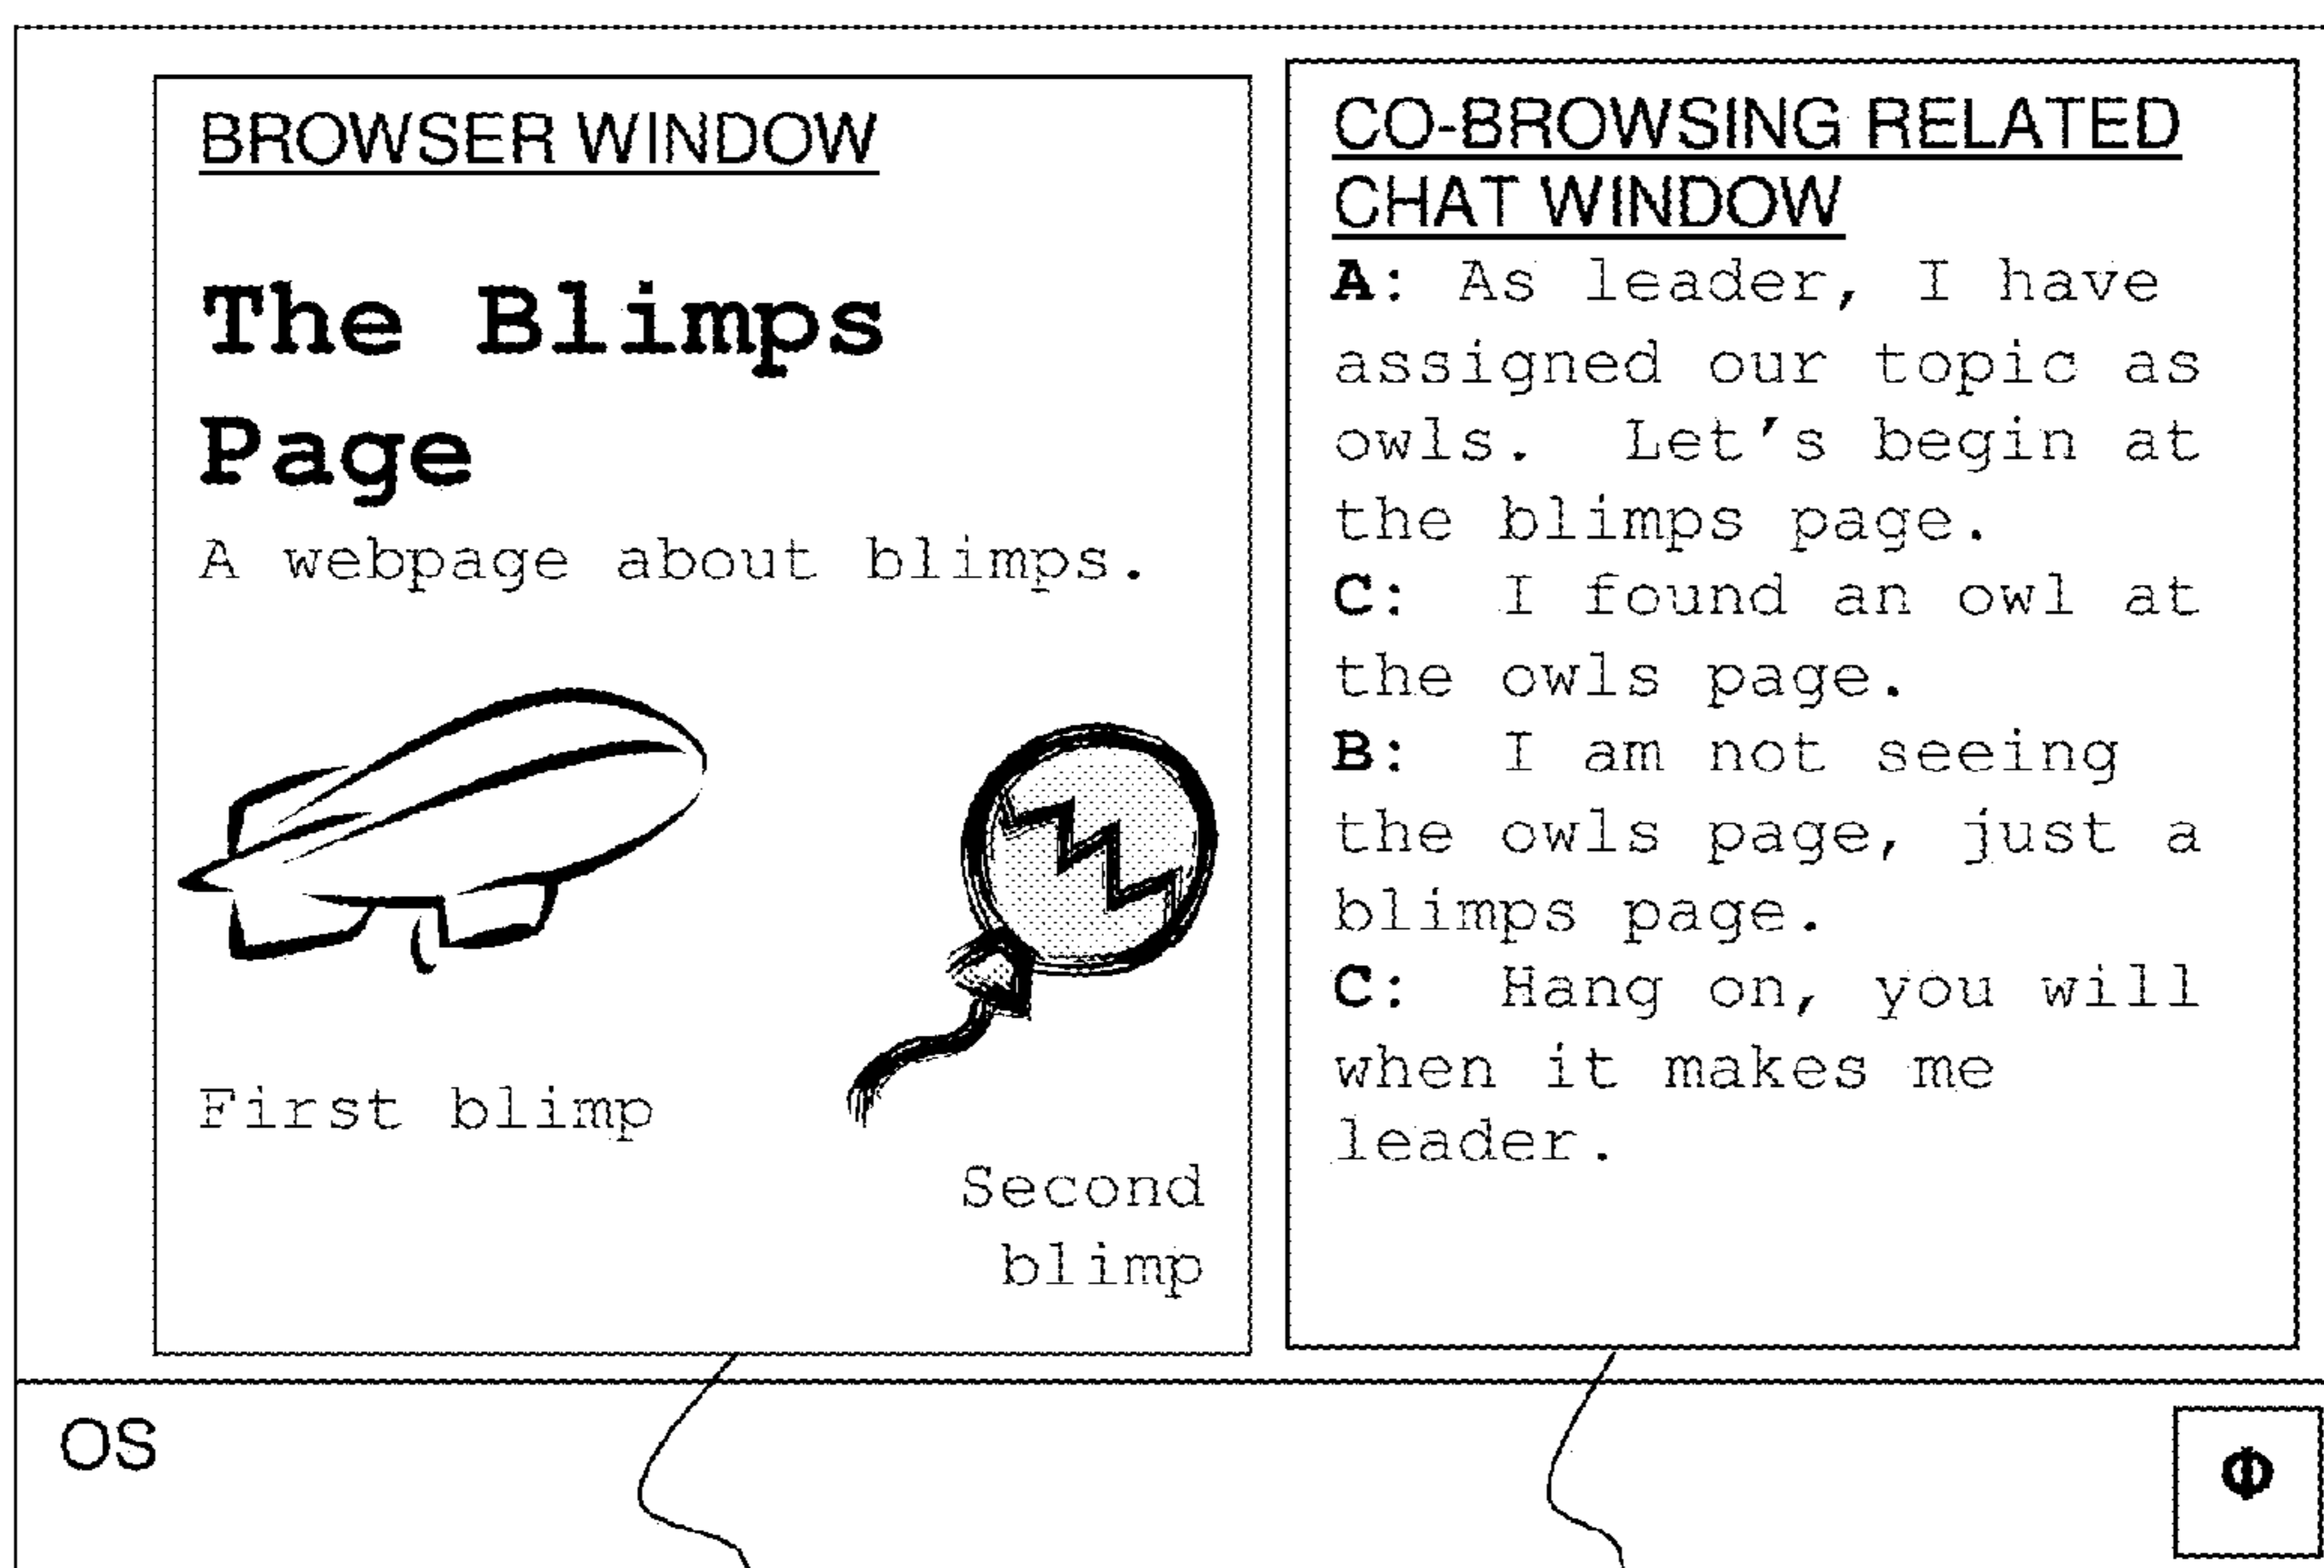 BROWSER WINDOW
The Blimps
Page
A webpage about blimps.
First blimp
Second
blimp
CO-BROWSING RELATED
CHAT WINDOW
A: As leader, I have
assigned our topic as
owls.  Let's begin at
the blimps page.
C:  I found an owl at
the owls page.
B:  I am not seeing
the owls page, just a
blimps page.
C:  Hang on, you will
when it makes me
leader.
OS
Φ